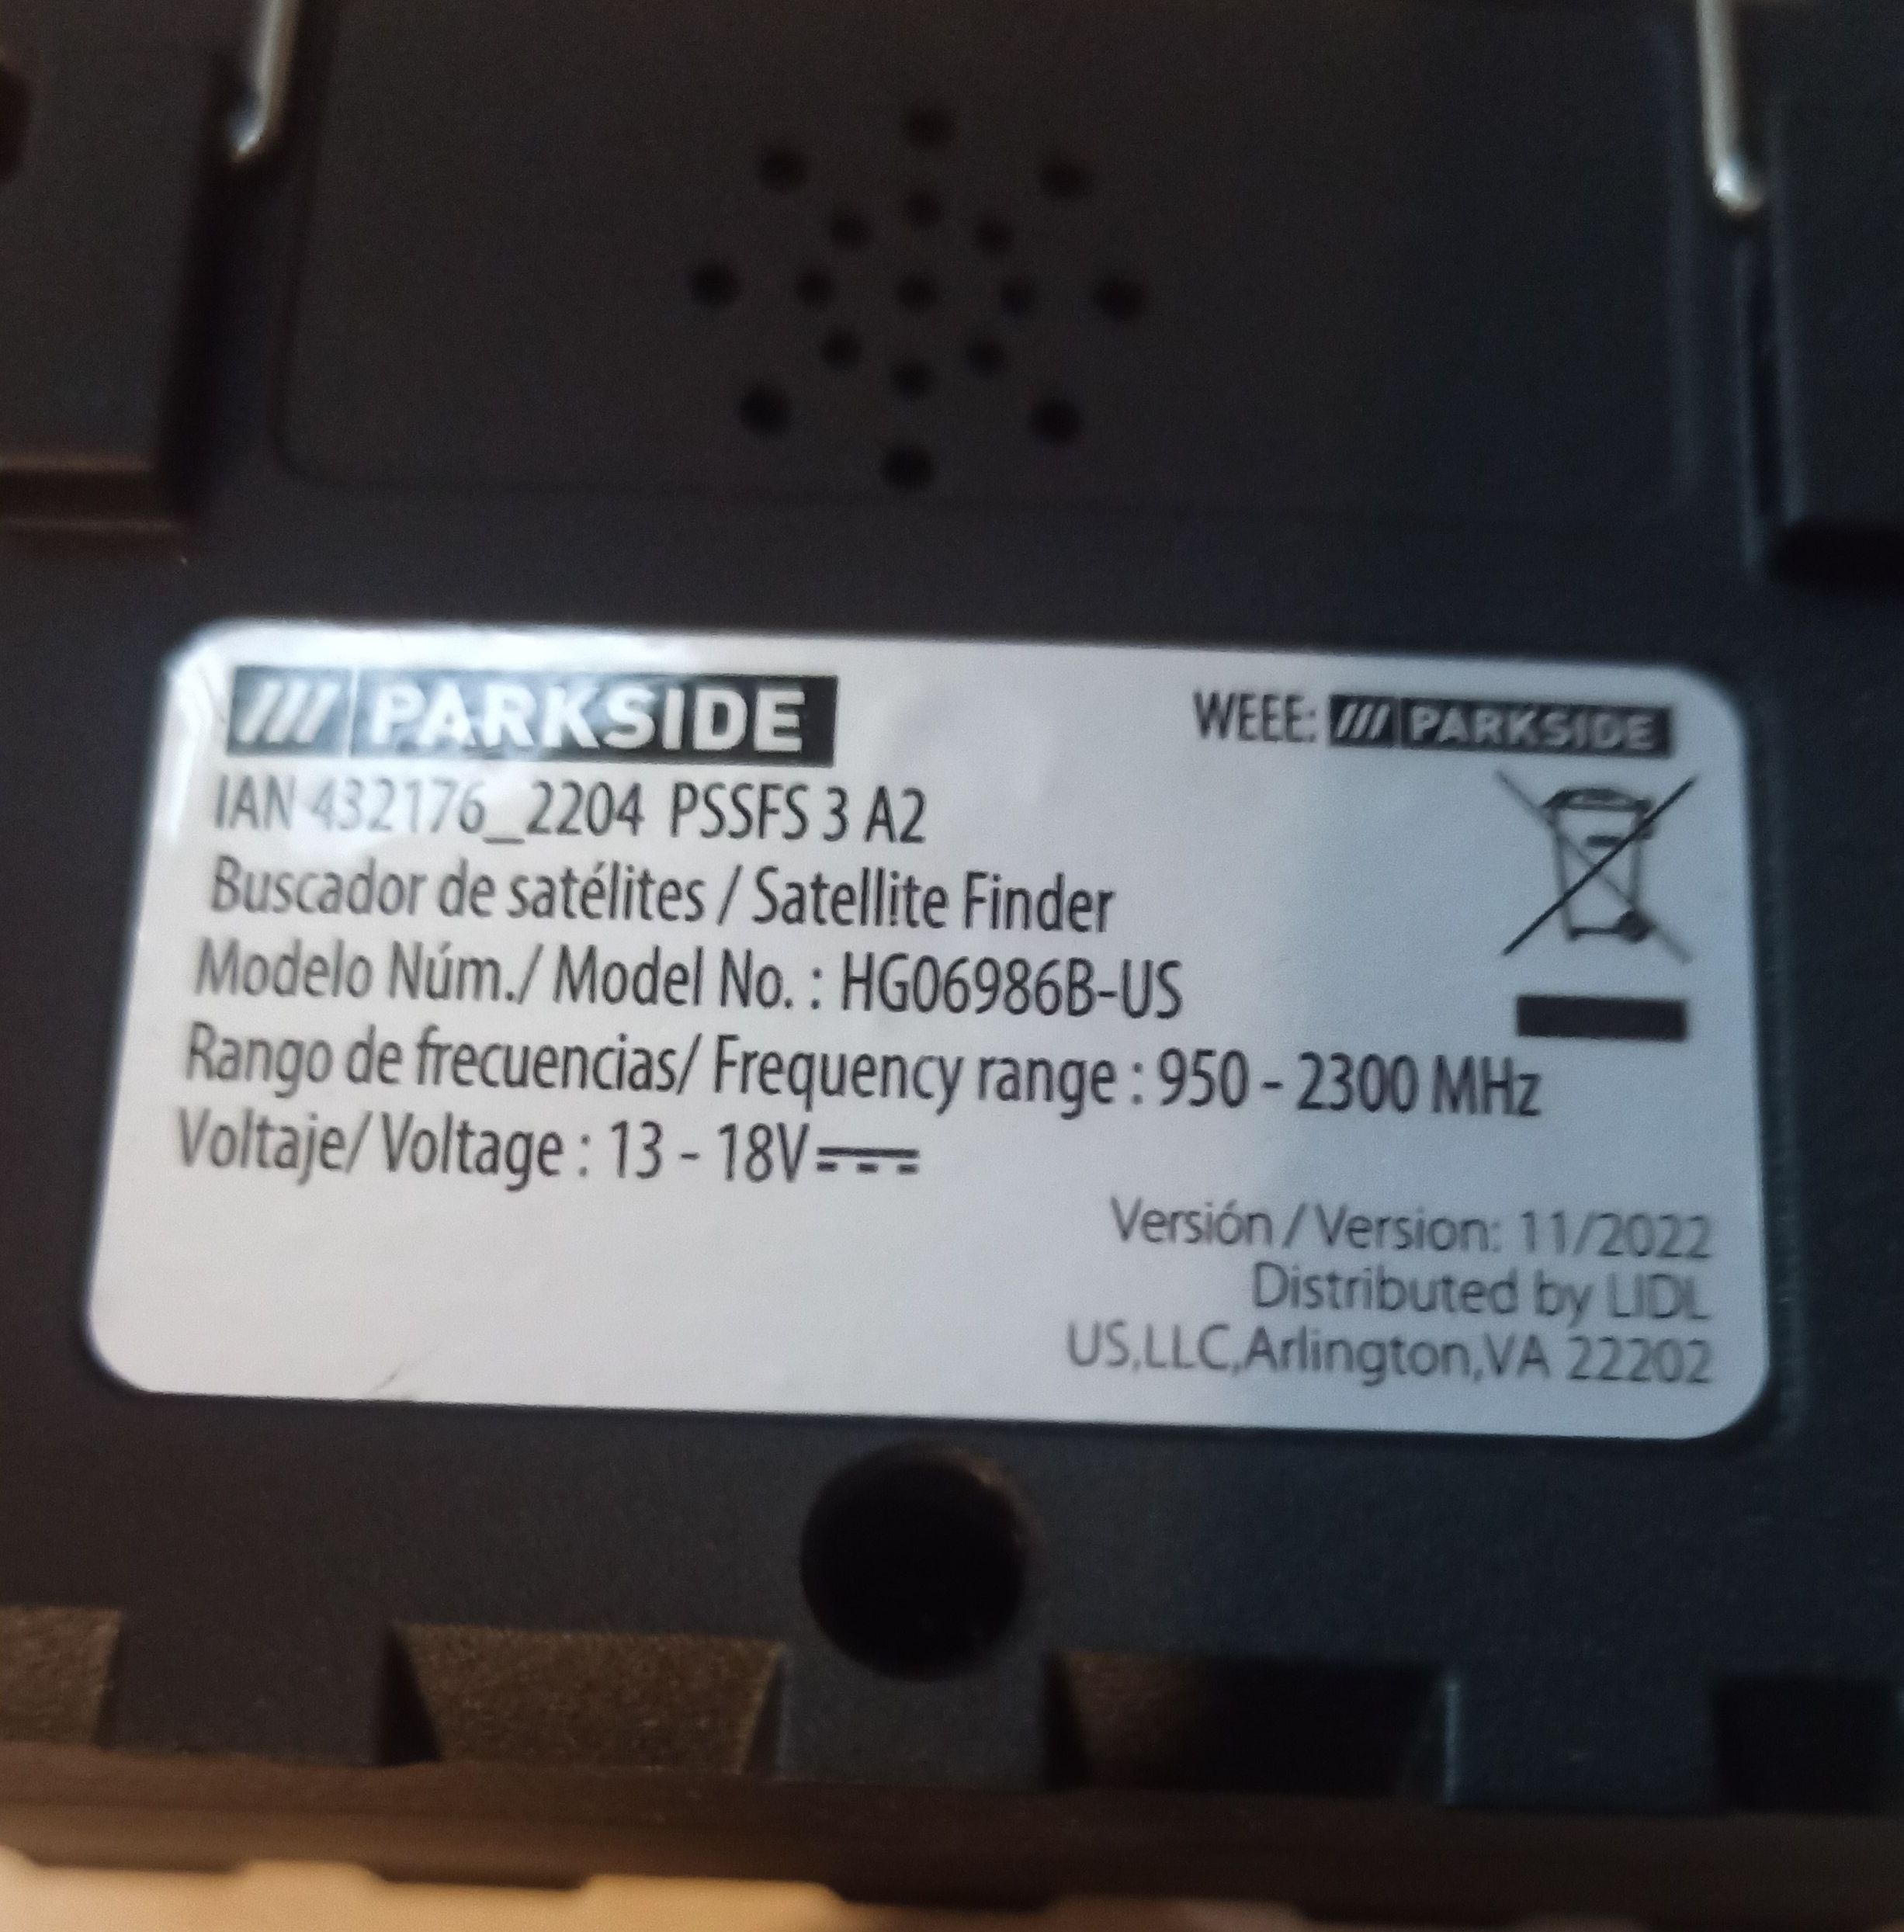 PARKSIDE
WEEE: PARKSIDE
IAN 432176_2204 PSSFS 3 A2
Buscador de satélites / Satellite Finder
Modelo Núm./ Model No. : HG06986B-US
Rango de frecuencias/ Frequency range : 950 - 2300 MHz
Voltaje/ Voltage : 13 - 18V
Versión / Version: 11/2022
Distributed by LIDL
US,LLC,Arlington,VA 22202